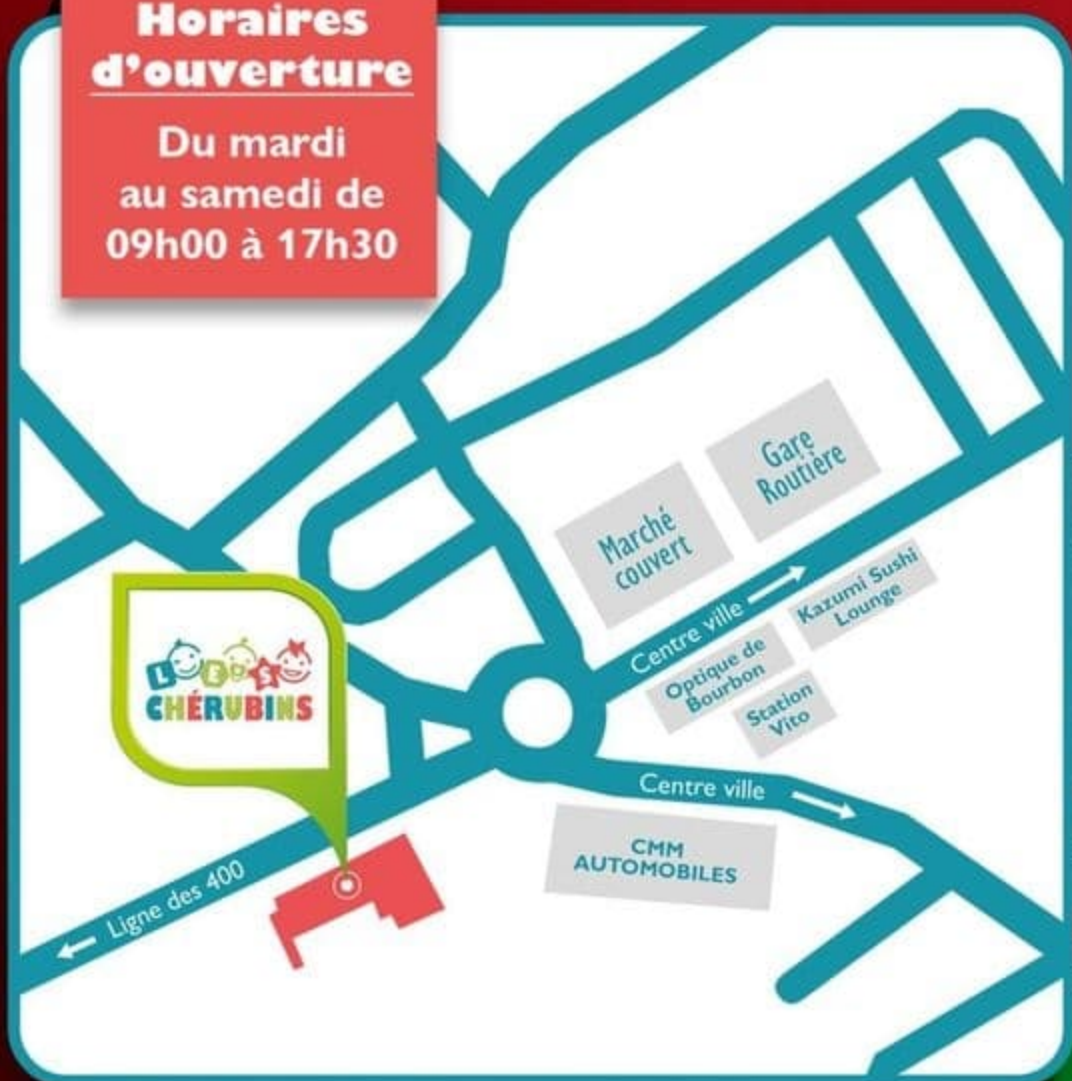 Horaires
d'ouverture
Du mardi
au samedi de
09h00 à 17h30
Gare
Routière
Marché
couvert
Kazumi Sushi
Lounge
Centre ville
Optique de
Bourbon
Station
Vito
LES
CHÉRUBINS
Centre ville
CMM
AUTOMOBILES
Ligne des 400